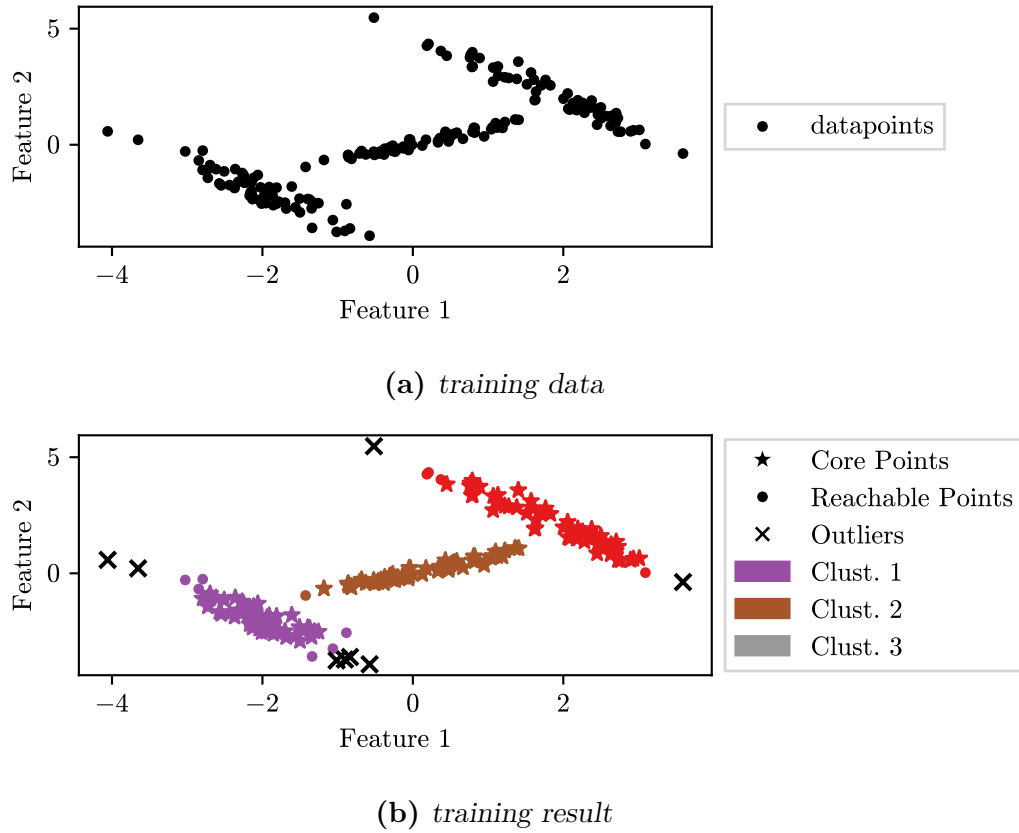 5
0
Feature 2
−4 −2 0 2
Feature 1
datapoints
(a) training data
5
0
Feature 2
−4 −2 0 2
Feature 1
Core Points
Reachable Points
Outliers
Clust. 1
Clust. 2
Clust. 3
(b) training result